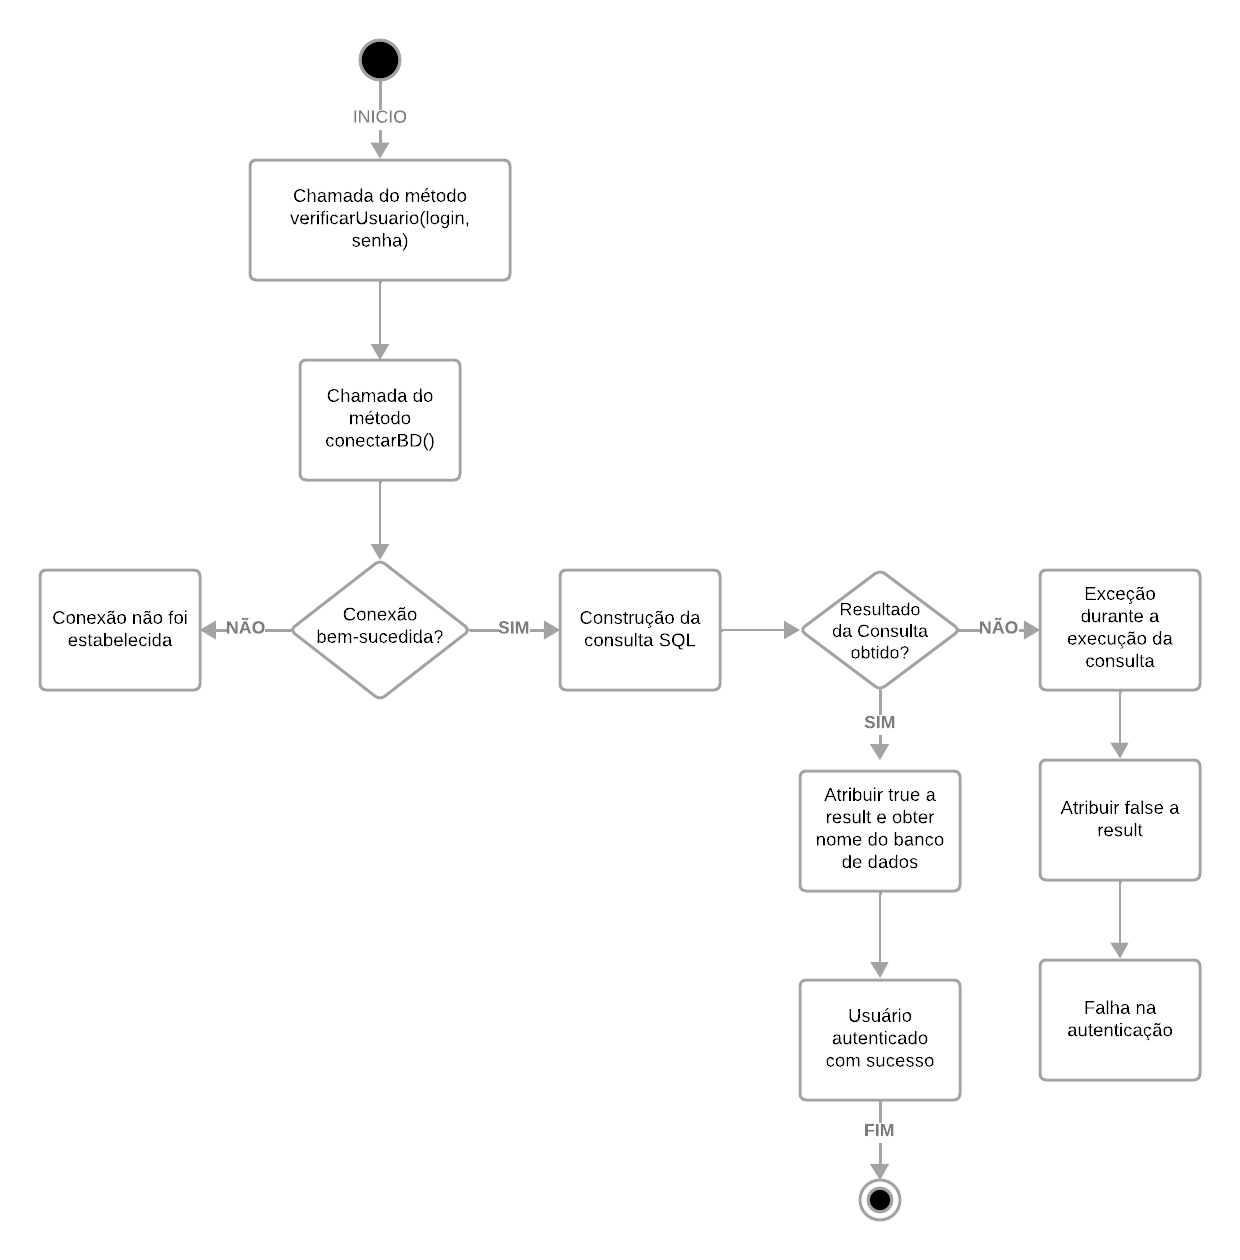 INICIO
Chamada do método
verificarUsuario(login,
senha)
Chamada do
método
conectarBD()
Conexão não foi
estabelecida
NÃO
Conexão
bem-sucedida?
SIM
Construção da
consulta SQL
Resultado
da Consulta
obtido?
NÃO
Exceção
durante a
execução da
consulta
SIM
Atribuir true a
result e obter
nome do banco
de dados
Atribuir false a
result
Usuário
autenticado
com sucesso
Falha na
autenticação
FIM